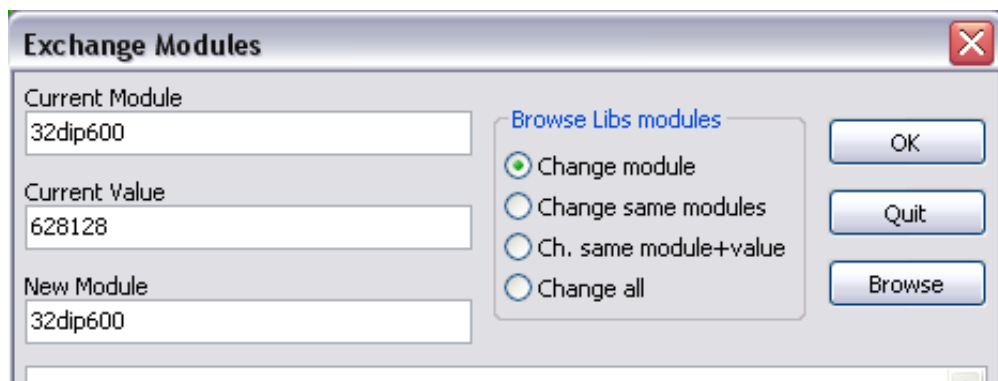 Exchange Modules
Current Module
32dip600
Current Value
628128
New Module
32dip600
Browse Libs modules
Change module
Change same modules
Ch. same module+value
Change all
OK
Quit
Browse